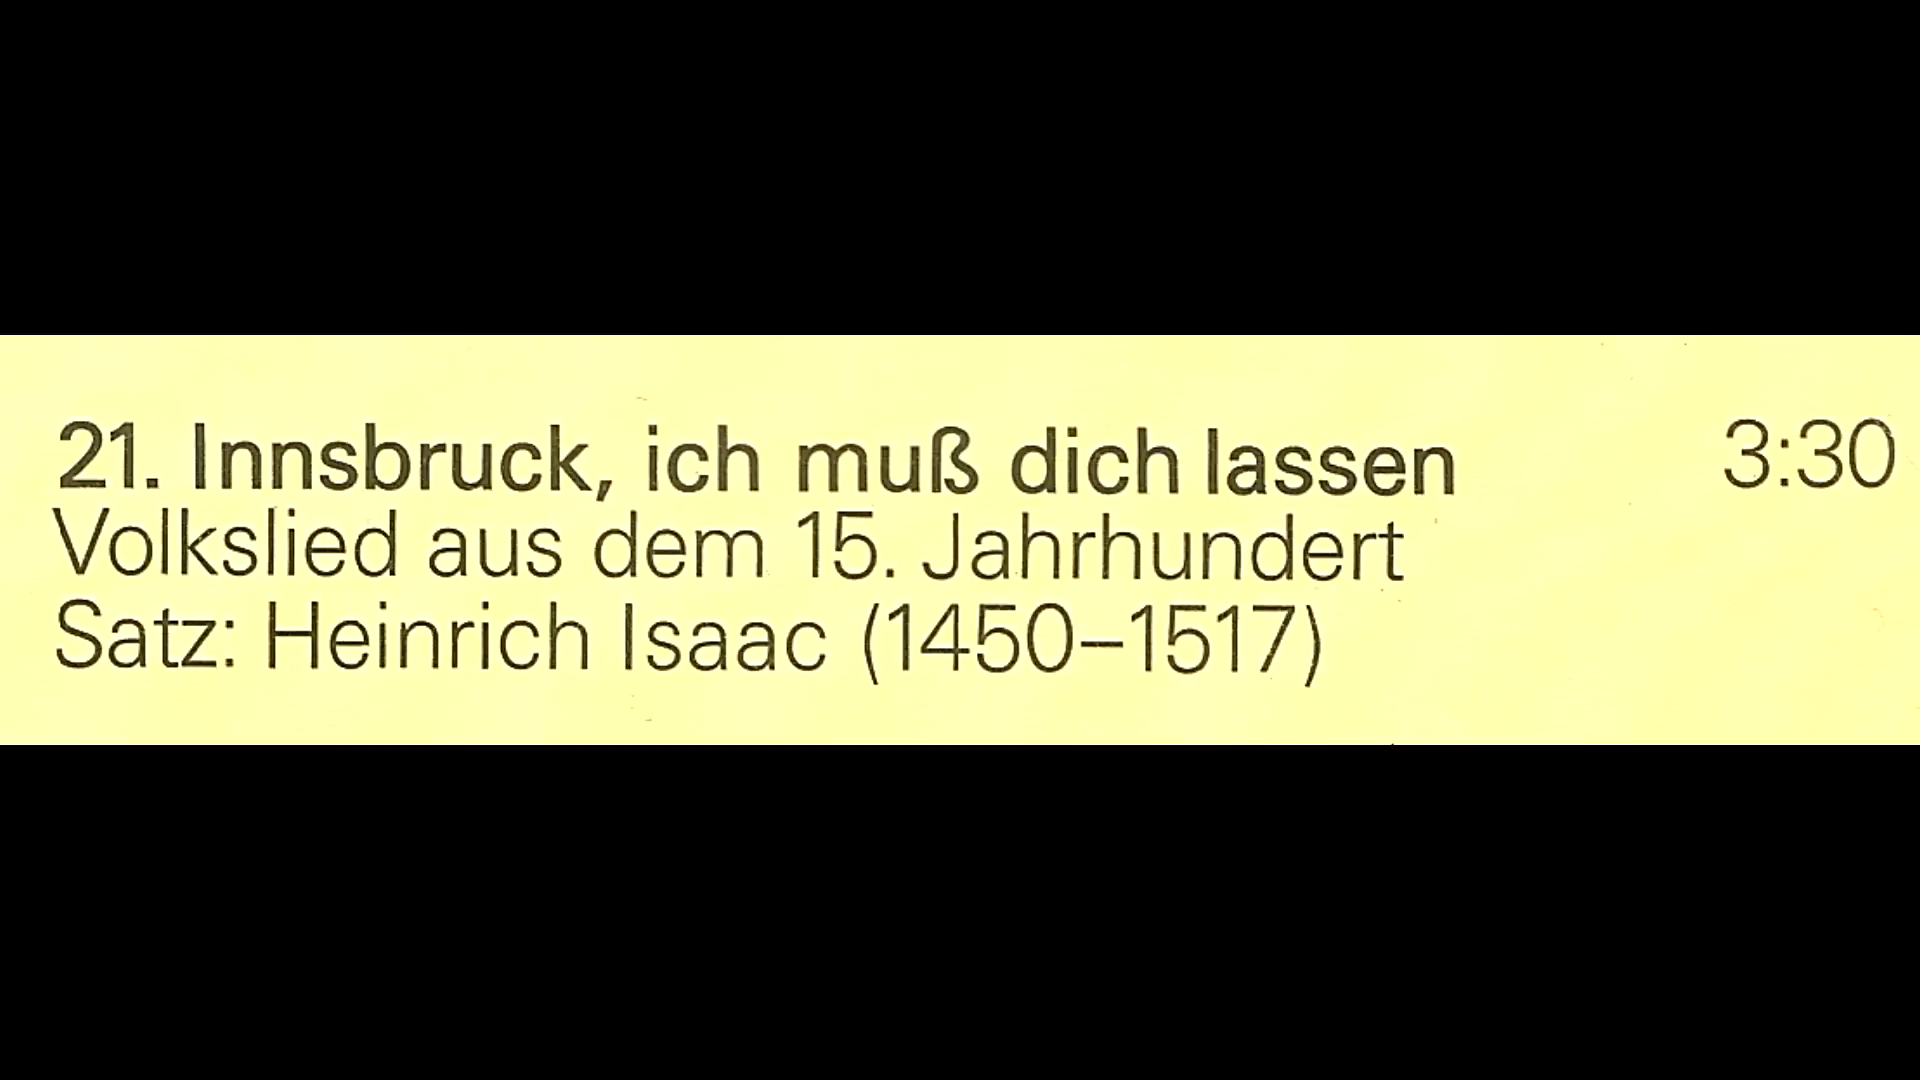 21. Innsbruck, ich muß dich lassen 3:30
Volkslied aus dem 15. Jahrhundert
Satz: Heinrich Isaac (1450–1517)